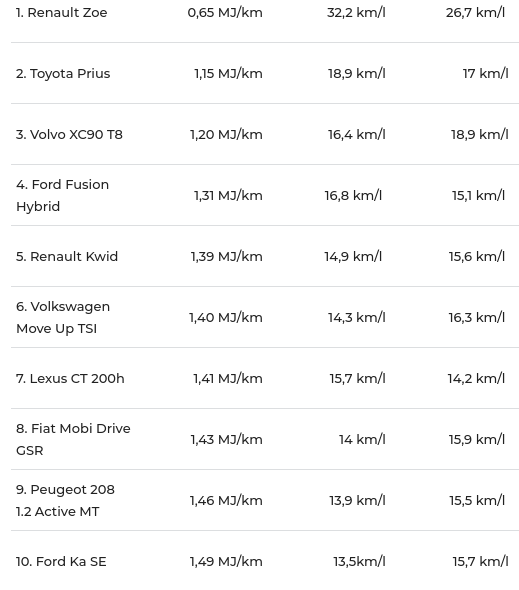 1. Renault Zoe 0,65 MJ/km 32,2 km/l 26,7 km/l
2. Toyota Prius 1,15 MJ/km 18,9 km/l 17 km/l
3. Volvo XC90 T8 1,20 MJ/km 16,4 km/l 18,9 km/l
4. Ford Fusion
Hybrid 1,31 MJ/km 16,8 km/l 15,1 km/l
5. Renault Kwid 1,39 MJ/km 14,9 km/l 15,6 km/l
6. Volkswagen
Move Up TSI 1,40 MJ/km 14,3 km/l 16,3 km/l
7. Lexus CT 200h 1,41 MJ/km 15,7 km/l 14,2 km/l
8. Fiat Mobi Drive
GSR 1,43 MJ/km 14 km/l 15,9 km/l
9. Peugeot 208
1.2 Active MT 1,46 MJ/km 13,9 km/l 15,5 km/l
10. Ford Ka SE 1,49 MJ/km 13,5km/l 15,7 km/l